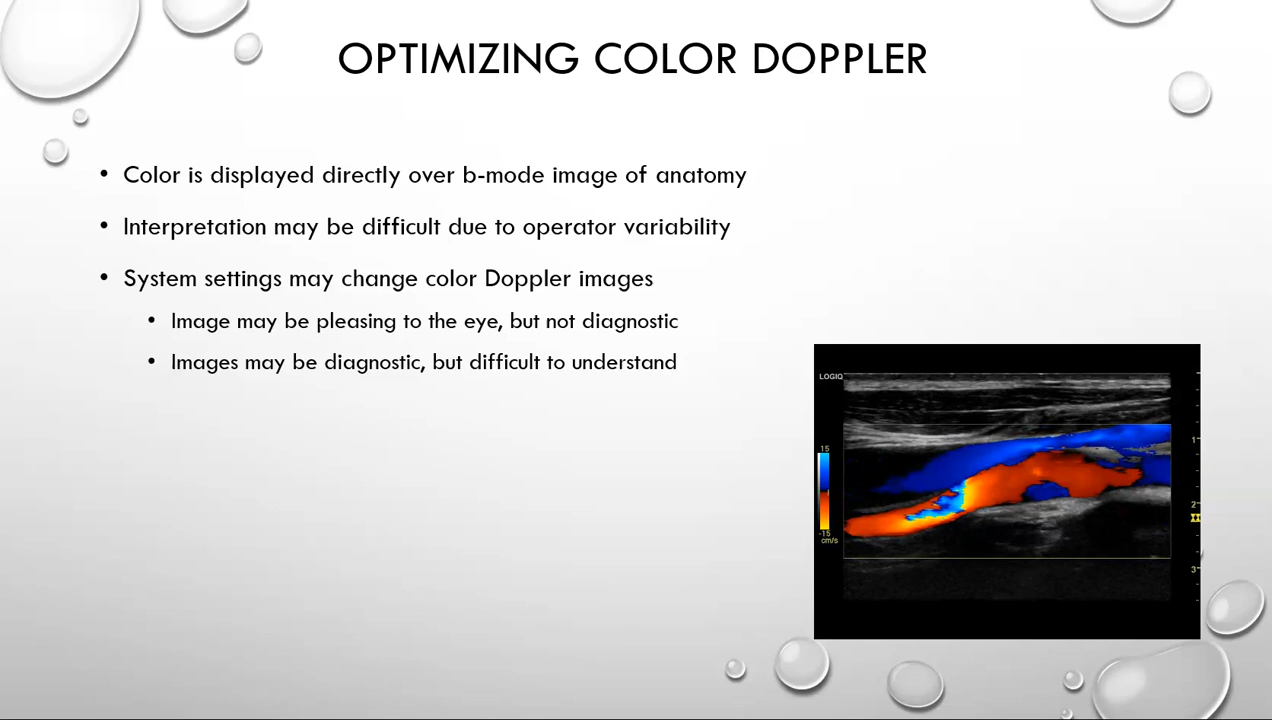 OPTIMIZING COLOR DOPPLER
• Color is displayed directly over b-mode image of anatomy
• Interpretation may be difficult due to operator variability
• System settings may change color Doppler images
• Image may be pleasing to the eye, but not diagnostic
• Images may be diagnostic, but difficult to understand
LOGIQ
15
-15
cm/s
1
2
3